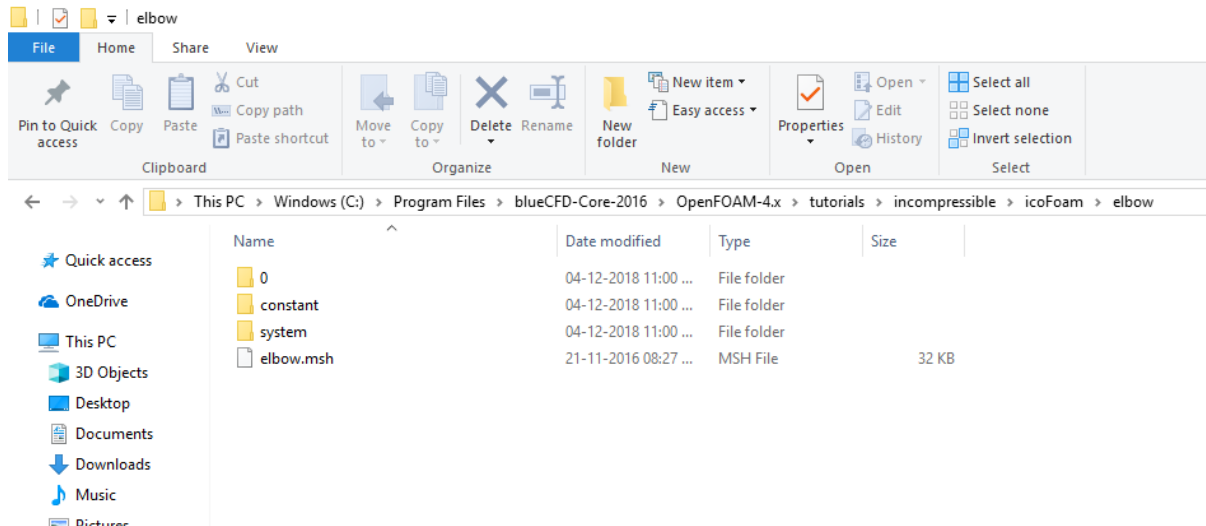 elbow
File Home Share View
Pin to Quick access Copy Paste Cut Copy path Paste shortcut Move to Copy to Delete Rename New folder New item Easy access Properties Open Edit History Select all Select none Invert selection
Clipboard Organize New Open Select
This PC > Windows (C:) > Program Files > blueCFD-Core-2016 > OpenFOAM-4.x > tutorials > incompressible > icoFoam > elbow
Name Date modified Type Size
Quick access
0 04-12-2018 11:00 ... File folder
OneDrive
constant 04-12-2018 11:00 ... File folder
system 04-12-2018 11:00 ... File folder
This PC
elbow.msh 21-11-2016 08:27 ... MSH File 32 KB
3D Objects
Desktop
Documents
Downloads
Music
Pictures